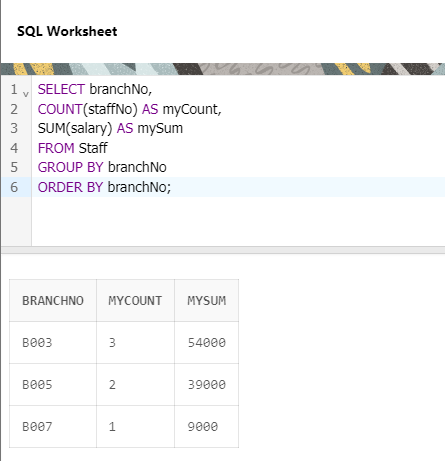 SQL Worksheet
1 SELECT branchNo,
2 COUNT(staffNo) AS myCount,
3 SUM(salary) AS mySum
4 FROM Staff
5 GROUP BY branchNo
6 ORDER BY branchNo;
BRANCHNO MYCOUNT MYSUM
B003 3 54000
B005 2 39000
B007 1 9000